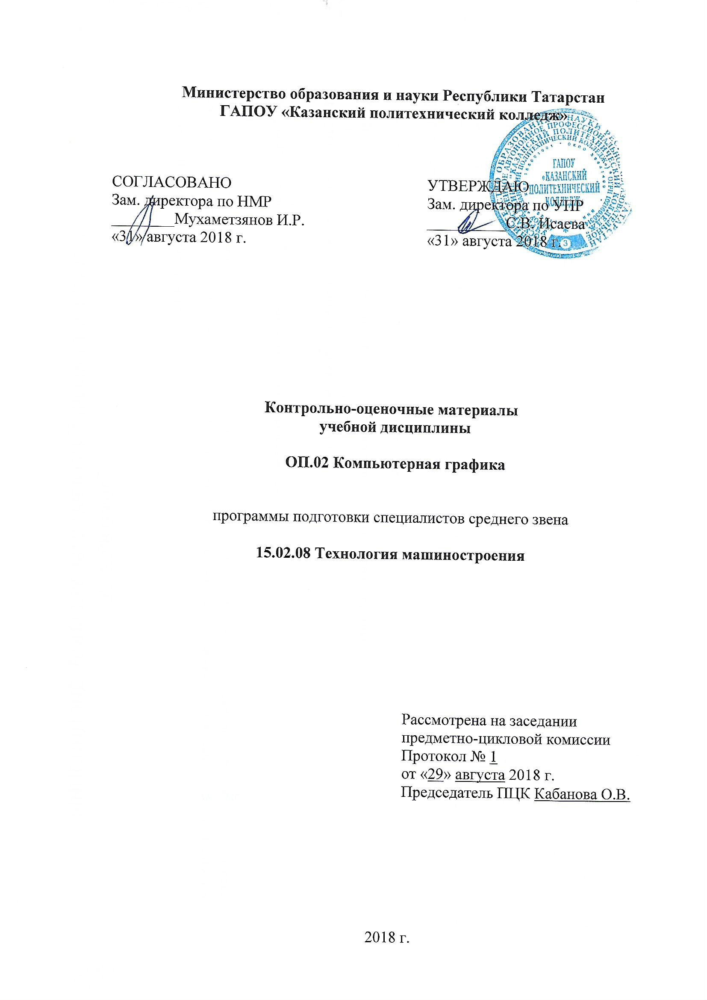 Министерство образования и науки Республики Татарстан
ГАПОУ «Казанский политехнический колледж»
СОГЛАСОВАНО
Зам. директора по НМР
________Мухаметзянов И.Р.
«31» августа 2018 г.
УТВЕРЖДАЮ
Зам. директора по УПР
__________С.В. Исаева
«31» августа 2018 г.
ГАПОУ
«КАЗАНСКИЙ
ПОЛИТЕХНИЧЕСКИЙ
КОЛЛЕДЖ»
Контрольно-оценочные материалы
учебной дисциплины
ОП.02 Компьютерная графика
программы подготовки специалистов среднего звена
15.02.08 Технология машиностроения
Рассмотрена на заседании
предметно-цикловой комиссии
Протокол № 1
от «29» августа 2018 г.
Председатель ПЦК Кабанова О.В.
2018 г.